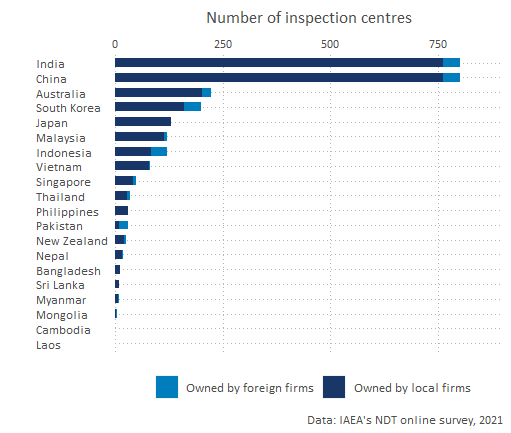 Number of inspection centres
0 250 500 750
India
China
Australia
South Korea
Japan
Malaysia
Indonesia
Vietnam
Singapore
Thailand
Philippines
Pakistan
New Zealand
Nepal
Bangladesh
Sri Lanka
Myanmar
Mongolia
Cambodia
Laos
Owned by foreign firms Owned by local firms
Data: IAEA's NDT online survey, 2021